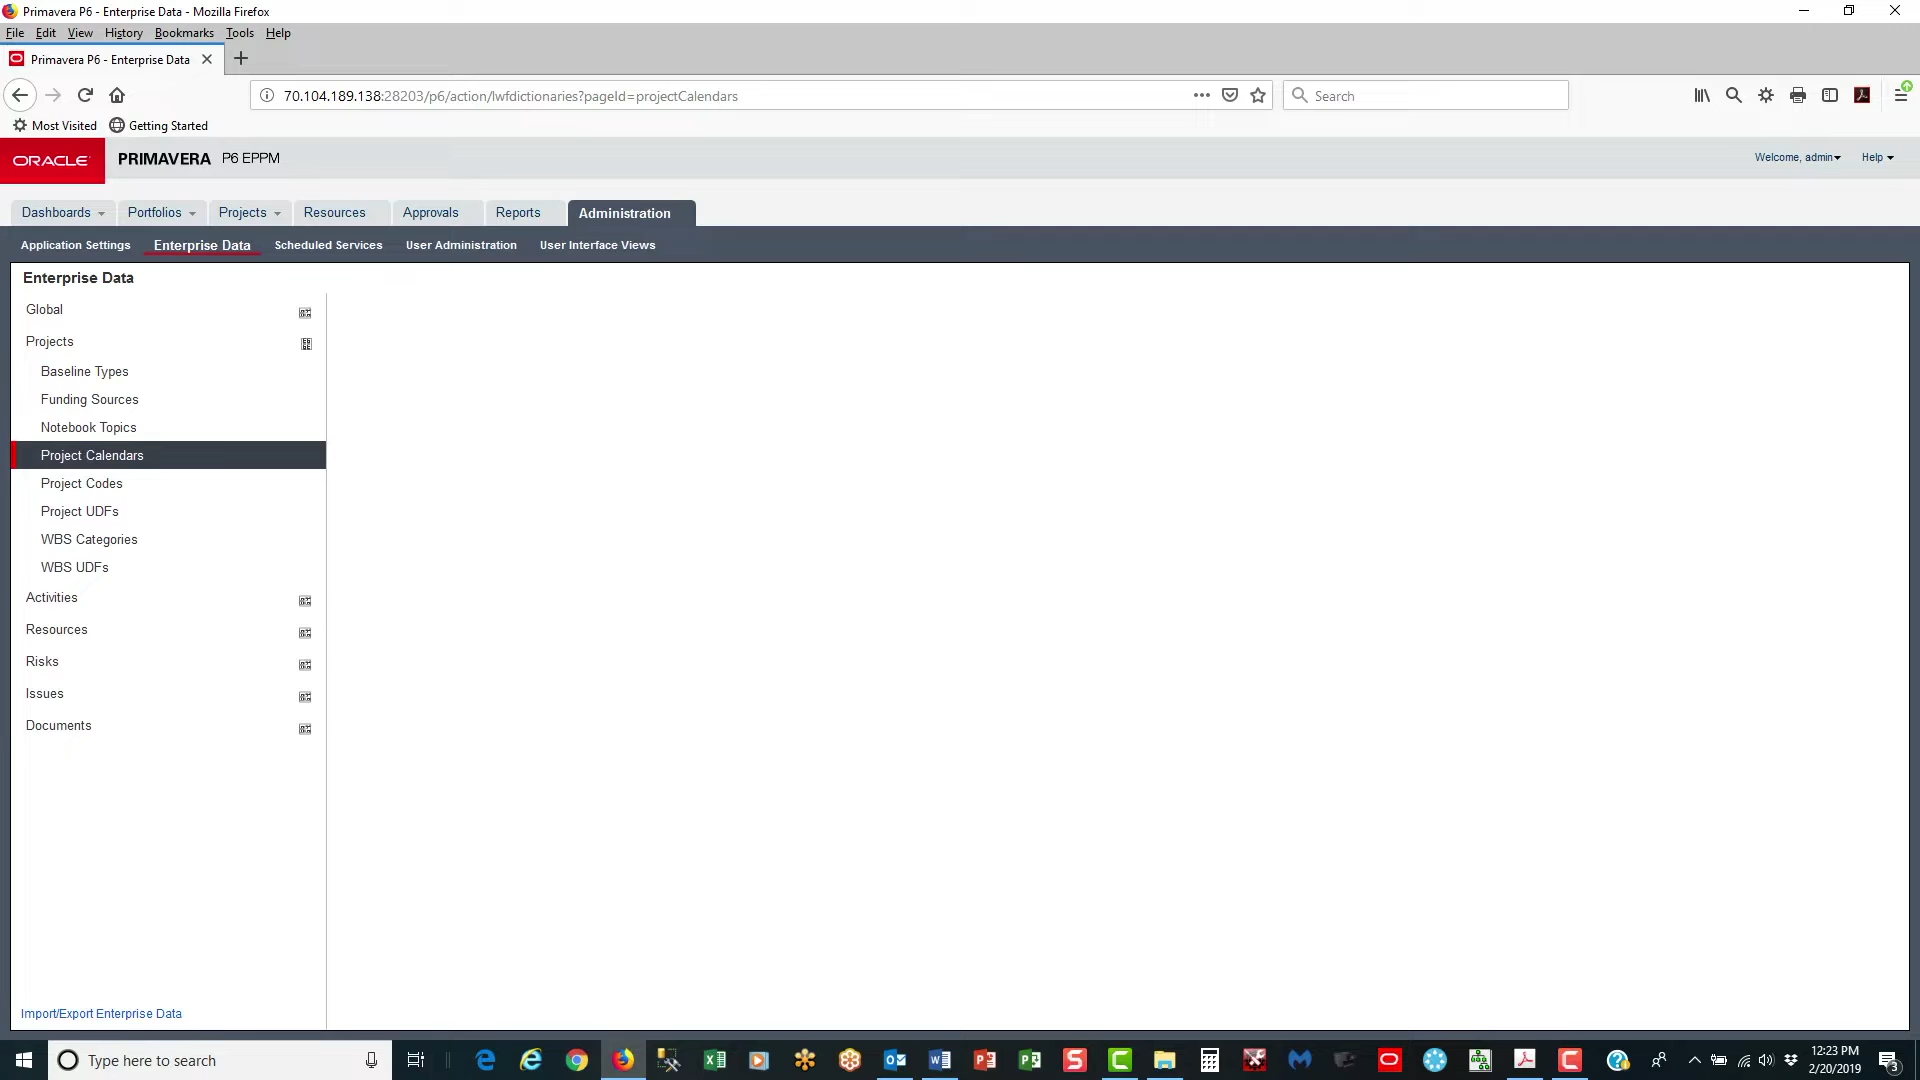 Primavera P6 - Enterprise Data - Mozilla Firefox
File Edit View History Bookmarks Tools Help
Primavera P6 - Enterprise Data
70.104.189.138:28203/p6/action/lwfdictionaries?pageId=projectCalendars
Search
Most Visited Getting Started
ORACLE PRIMAVERA P6 EPPM Welcome, admin Help
Dashboards Portfolios Projects Resources Approvals Reports Administration
Application Settings Enterprise Data Scheduled Services User Administration User Interface Views
Enterprise Data
Global
Projects
Baseline Types
Funding Sources
Notebook Topics
Project Calendars
Project Codes
Project UDFs
WBS Categories
WBS UDFs
Activities
Resources
Risks
Issues
Documents
Import/Export Enterprise Data
Type here to search
12:23 PM
2/20/2019
3